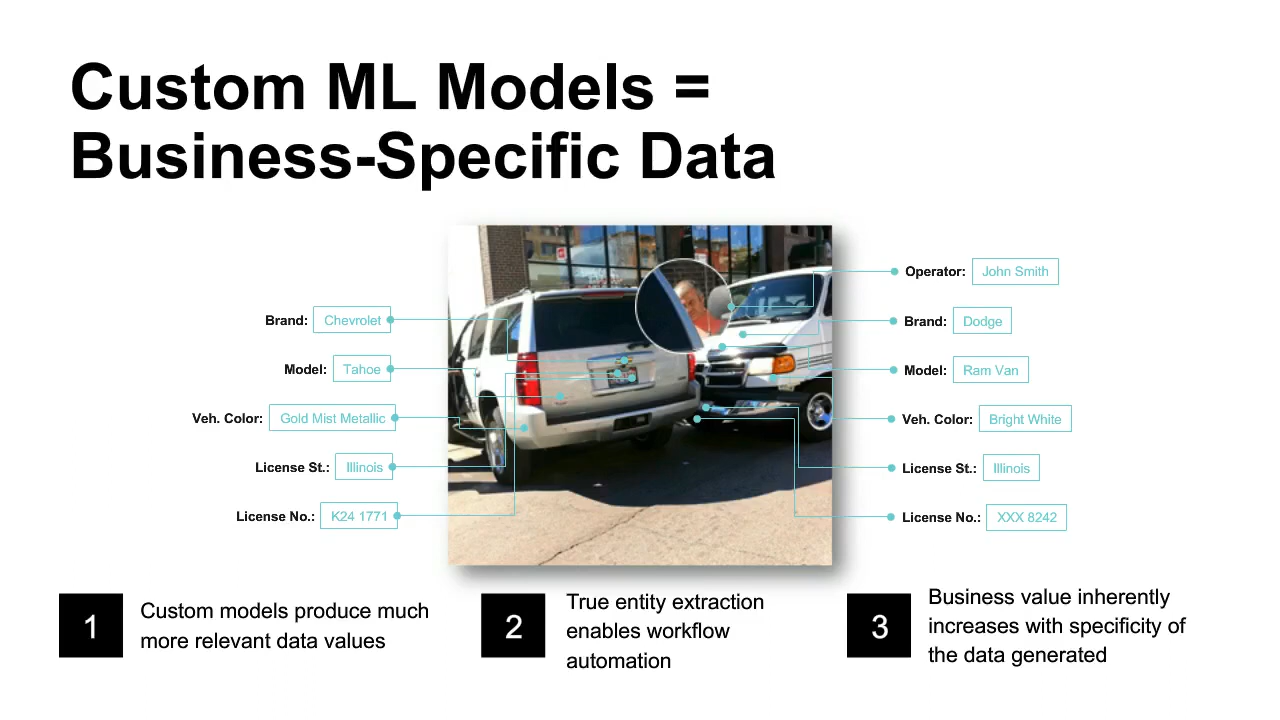 Custom ML Models =
Business-Specific Data
Brand: Chevrolet
Model: Tahoe
Veh. Color: Gold Mist Metallic
License St.: Illinois
License No.: K24 1771
Operator: John Smith
Brand: Dodge
Model: Ram Van
Veh. Color: Bright White
License St.: Illinois
License No.: XXX 8242
1
Custom models produce much
more relevant data values
2
True entity extraction
enables workflow
automation
3
Business value inherently
increases with specificity of
the data generated